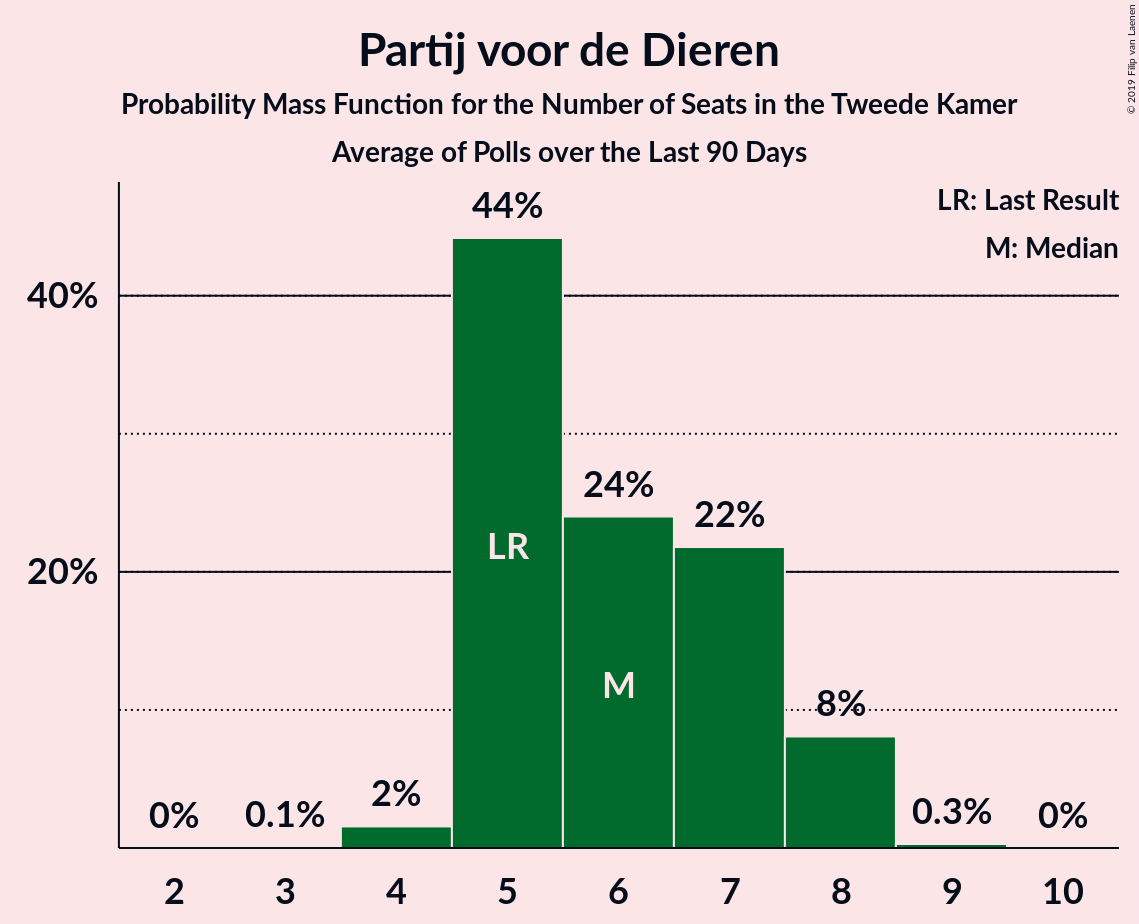 Partij voor de Dieren
Probability Mass Function for the Number of Seats in the Tweede Kamer
Average of Polls over the Last 90 Days
© 2019 Filip van Laenen
LR: Last Result
M: Median
44%
40%
24%
22%
LR
20%
M
8%
2%
0%
0.1%
0.3%
0%
2 3 4 5 6 7 8 9 10